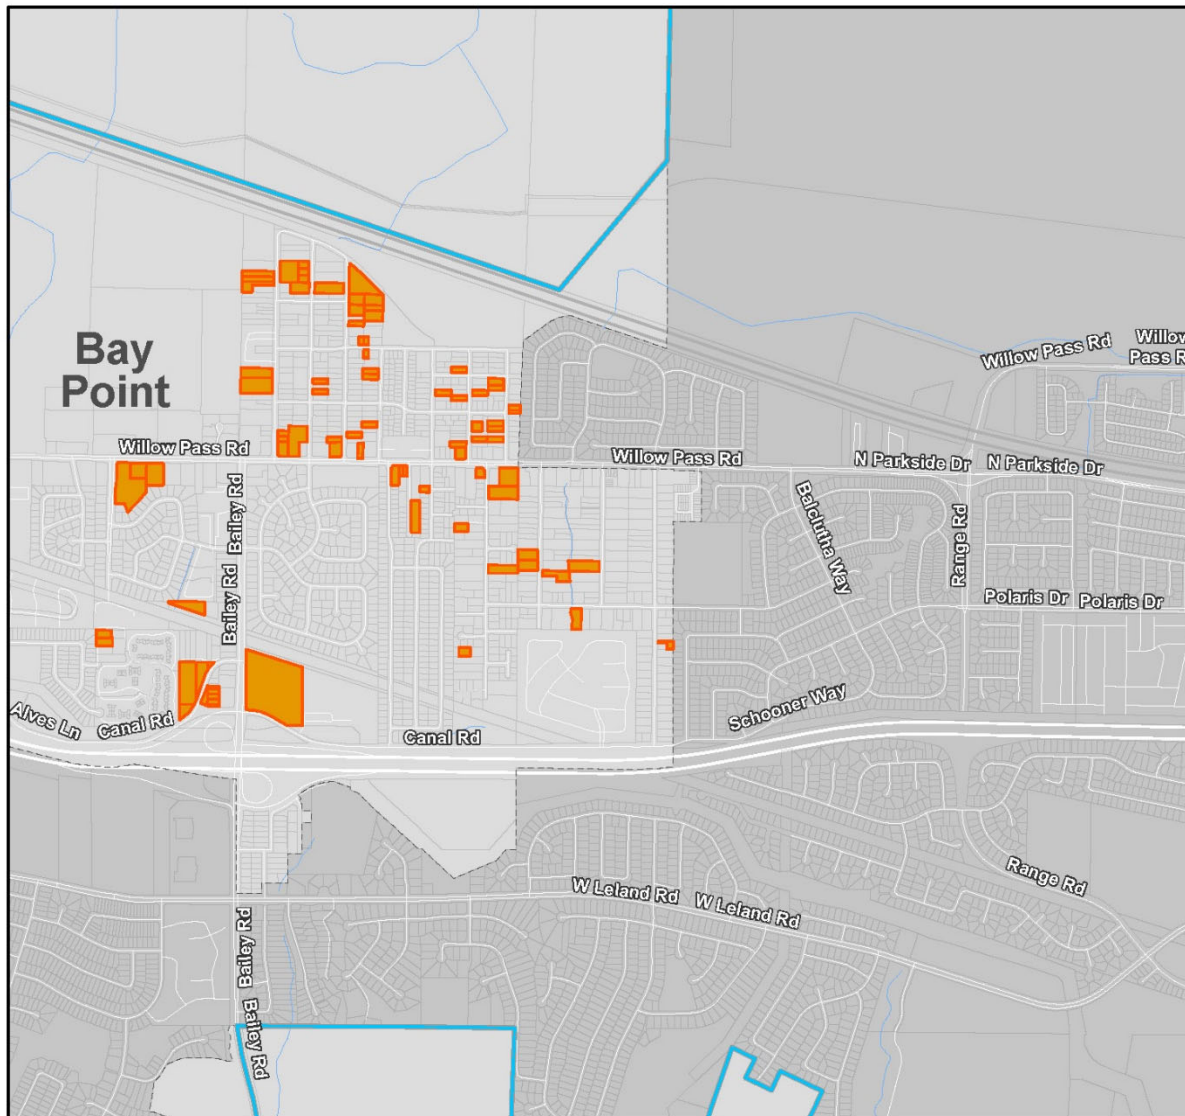 Willow Pass Rd
Willow
Pass R
Bay
Point
Willow Pass Rd
Willow Pass Rd
N Parkside Dr
N Parkside Dr
Bailey Rd
Balclutha Way
Range Rd
Bailey Rd
Polaris Dr
Polaris Dr
Alves Ln
Canal Rd
Canal Rd
Schooner Way
Range Rd
W Leland Rd
W Leland Rd
Bailey Rd
Bailey Rd